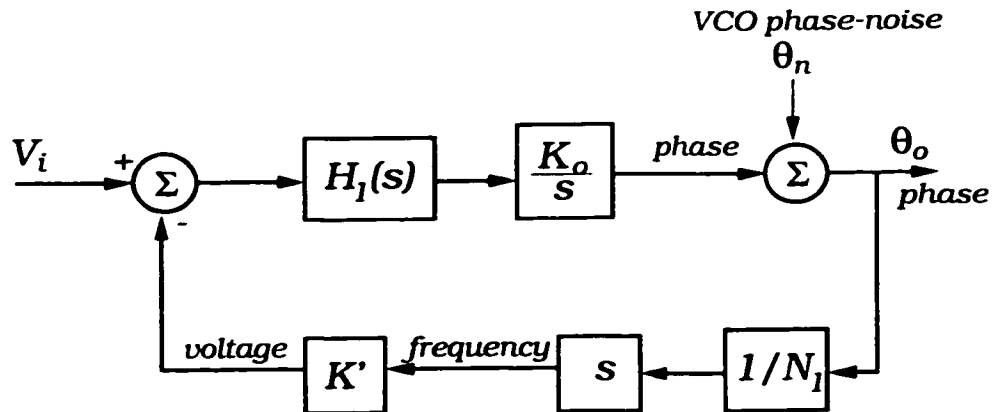 VCO phase-noise
θn
Vi
+
Σ
-
H1(s)
Ko
s
phase
Σ
θo
phase
voltage
K'
frequency
s
1/N1